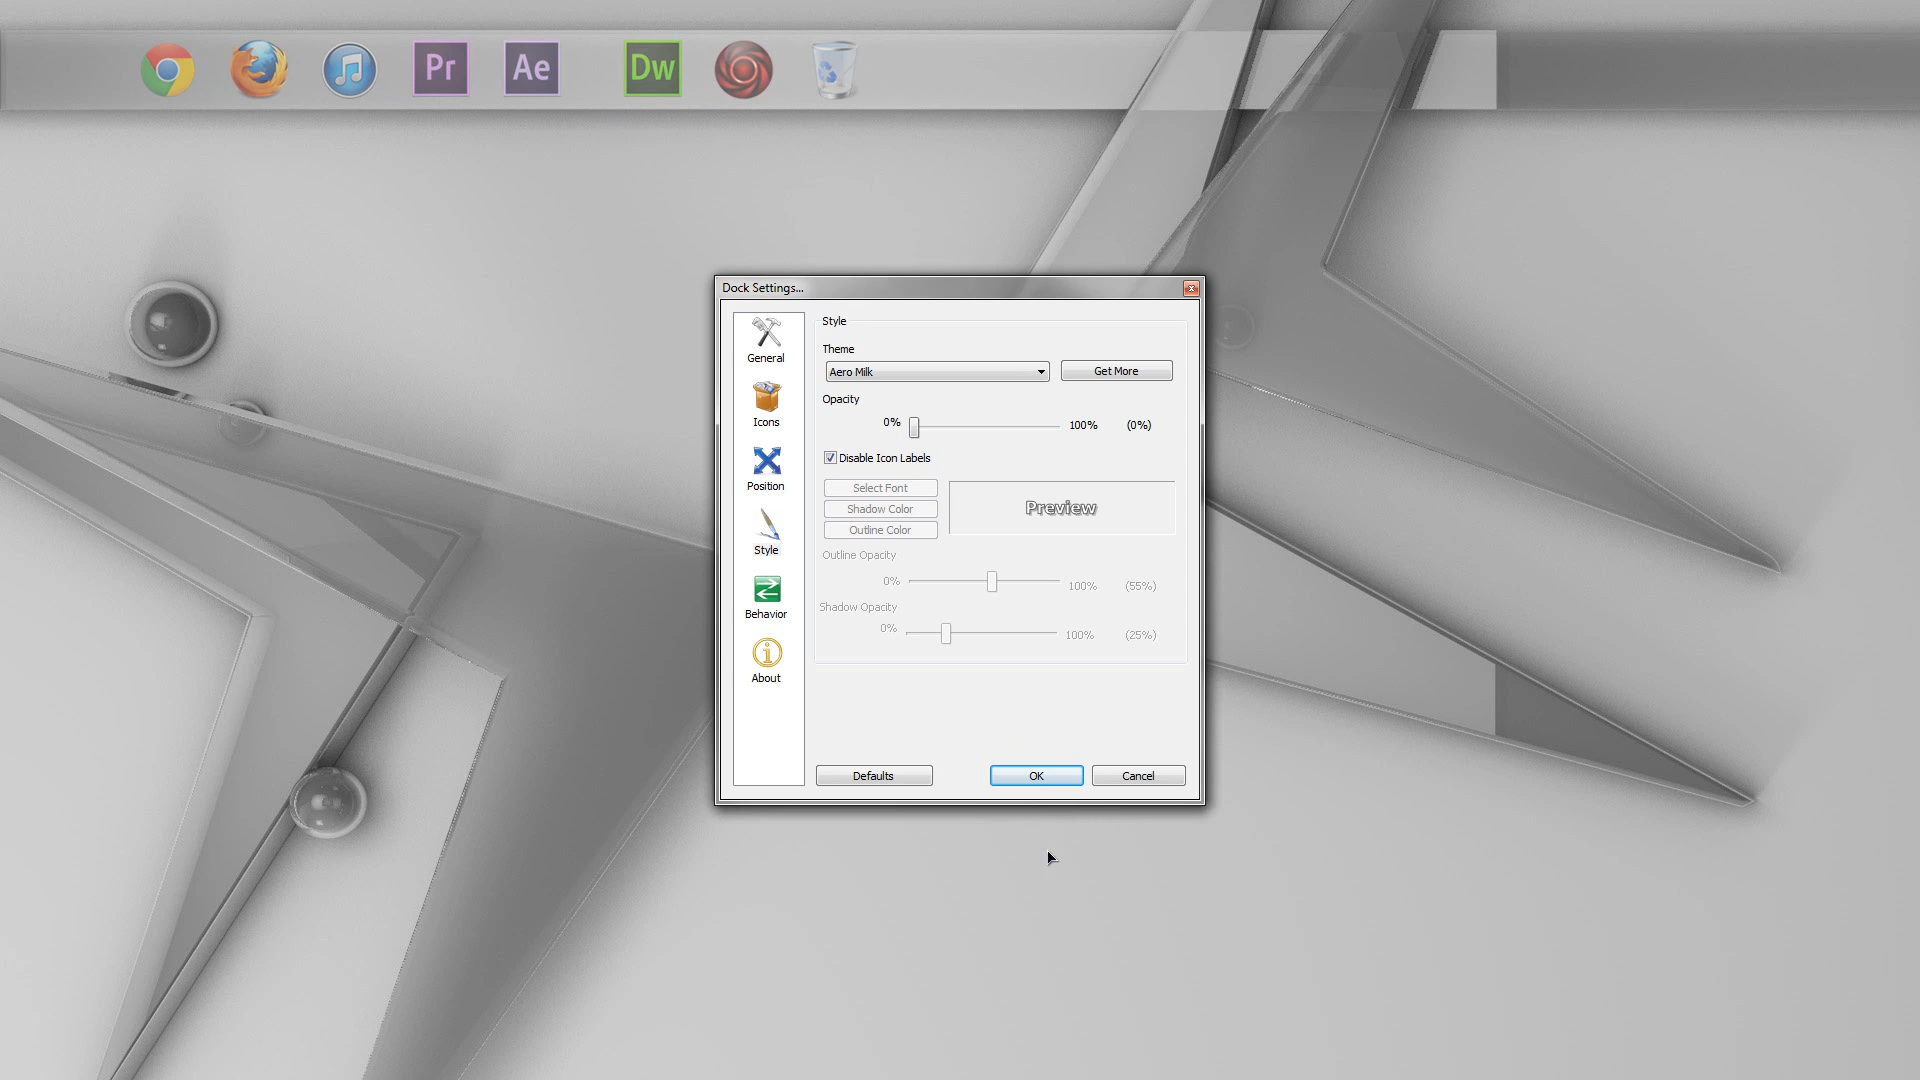 Pr
Ae
Dw
Dock Settings...
General
Icons
Position
Style
Behavior
About
Style
Theme
Aero Milk
Get More
Opacity
0% 100% (0%)
Disable Icon Labels
Select Font
Shadow Color
Outline Color
Preview
Outline Opacity
0% 100% (55%)
Shadow Opacity
0% 100% (25%)
Defaults
OK
Cancel